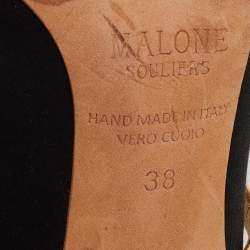 MALONE
SOULIERS
HAND MADE IN ITALY
VERO CUOIO
38